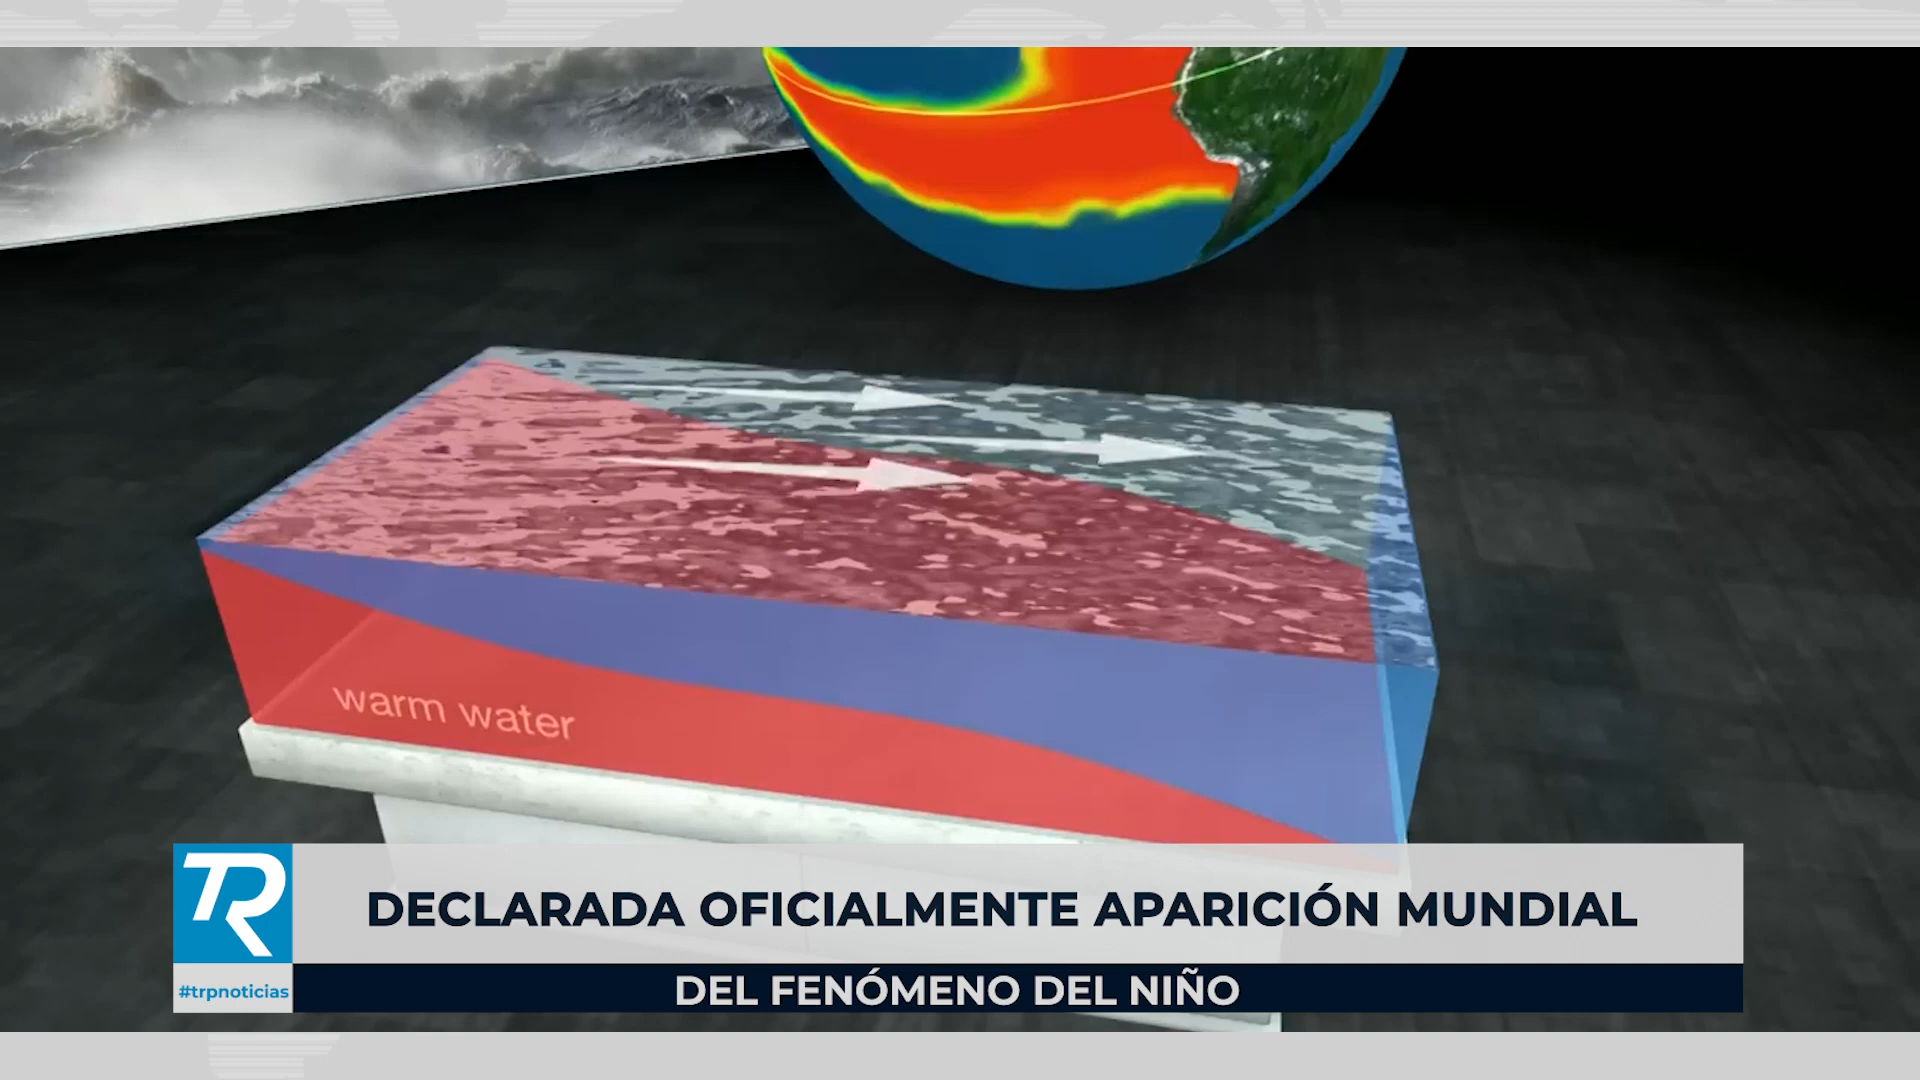 warm water
TR
DECLARADA OFICIALMENTE APARICIÓN MUNDIAL
#trpnoticias
DEL FENÓMENO DEL NIÑO